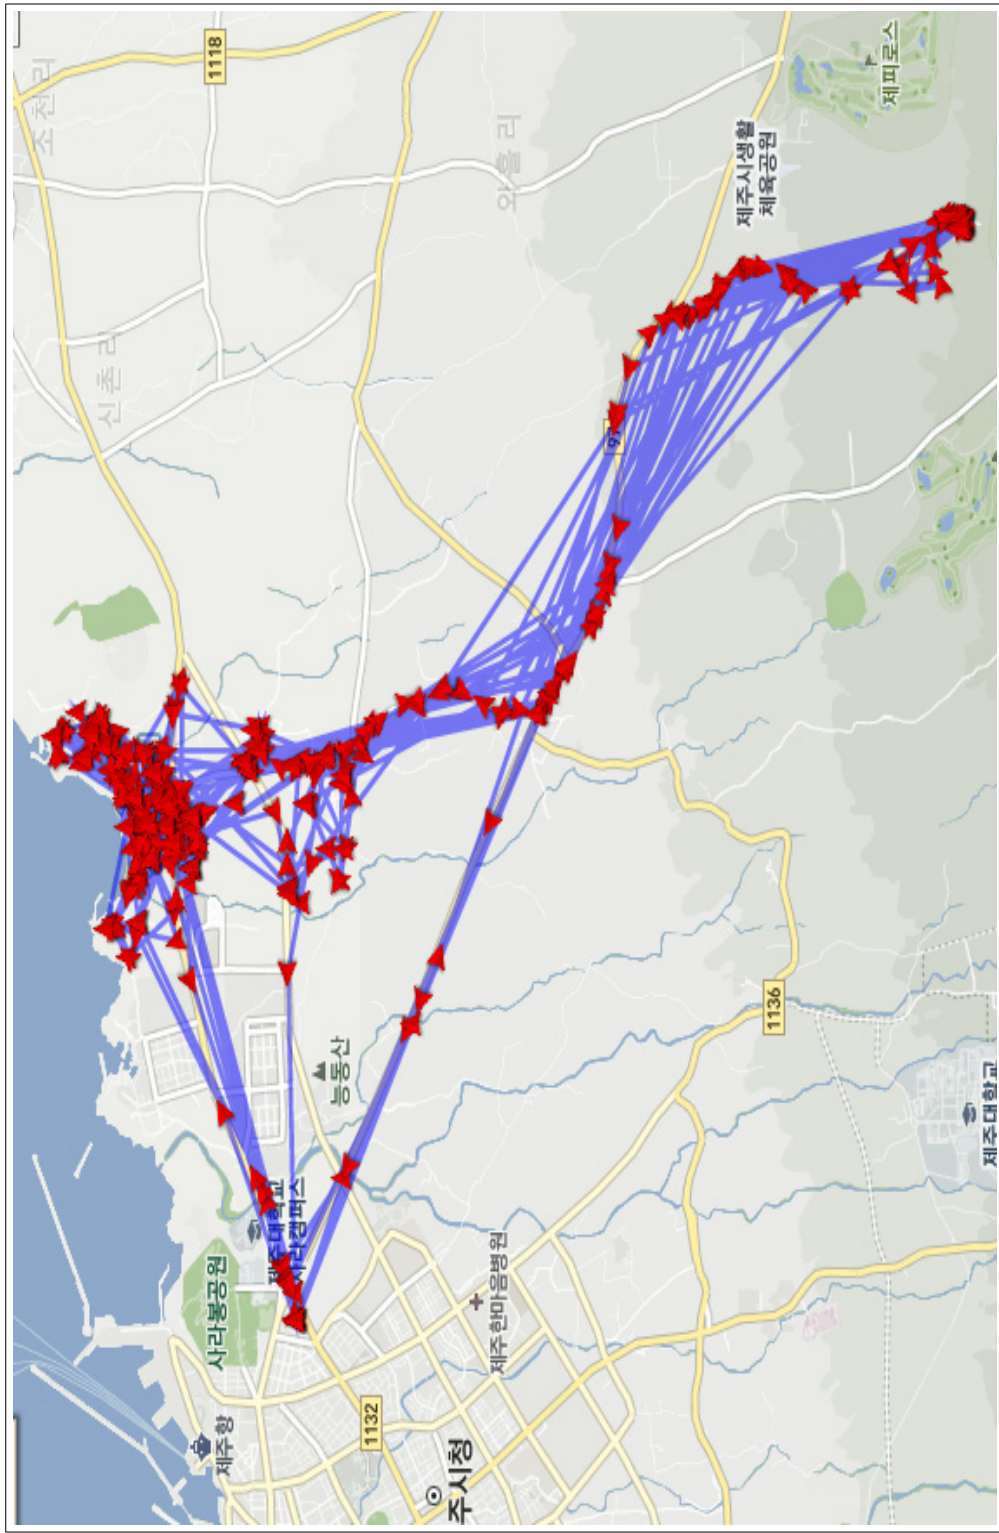 조천리
1118
와흘리
신촌리
제피로스
제주시생활
체육공원
97
능동산
1136
제주대학교
사라캠퍼스
사라봉공원
제주한마음병원
제주대학교
제주항
1132
주시청